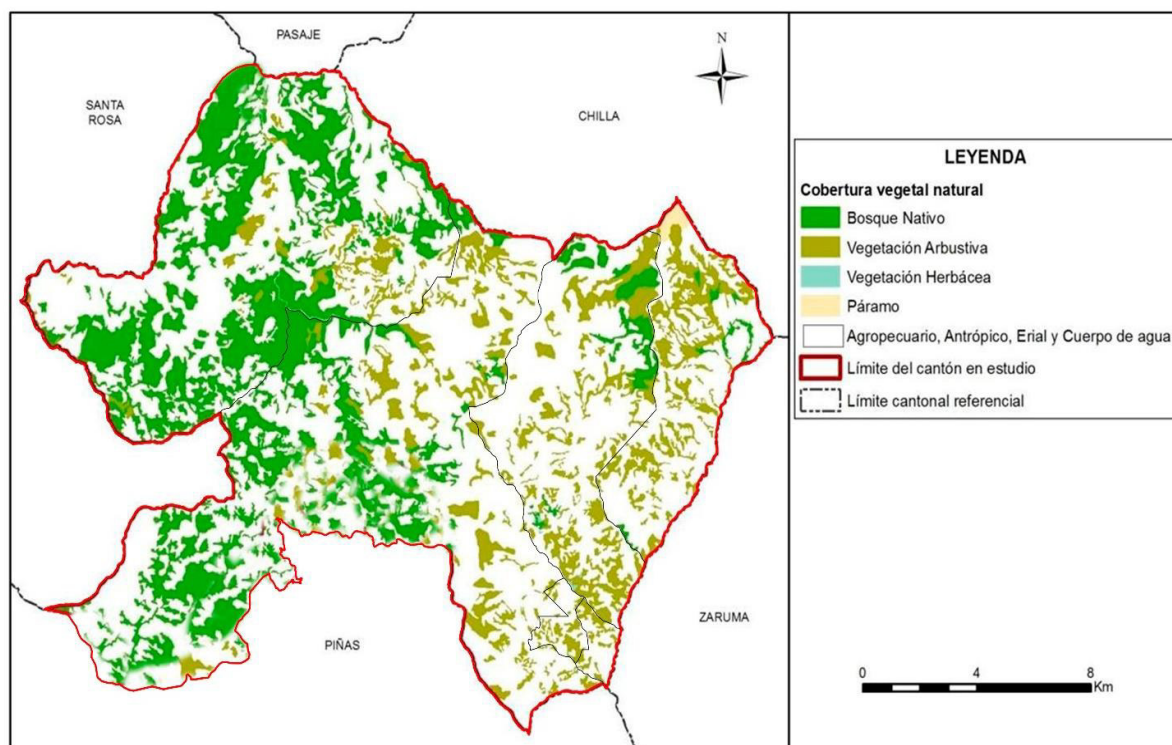 PASAJE
N
SANTA
ROSA
CHILLA
LEYENDA
Cobertura vegetal natural
Bosque Nativo
Vegetación Arbustiva
Vegetación Herbácea
Páramo
Agropecuario, Antrópico, Erial y Cuerpo de agua
Límite del cantón en estudio
Límite cantonal referencial
ZARUMA
PIÑAS
0 4 8
Km